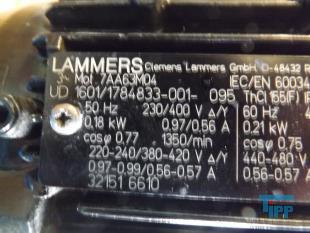 LAMMERS Clemens Lammers GmbH D-48432 R
3~ Mot. 7AA63M04 IEC/EN 60034
UD 1601/1784833-001- 095 ThCl 155(F) IP
50 Hz 230/400 V Δ/Y 60 Hz
0.18 kW 0.97/0.56 A 0.21 kW
cosφ 0.77 1350/min cosφ 0.75
220-240/380-420 V Δ/Y 440-480 V
0.97-0.99/0.56-0.57 A 0.56-0.57
32151 6610
TIPP